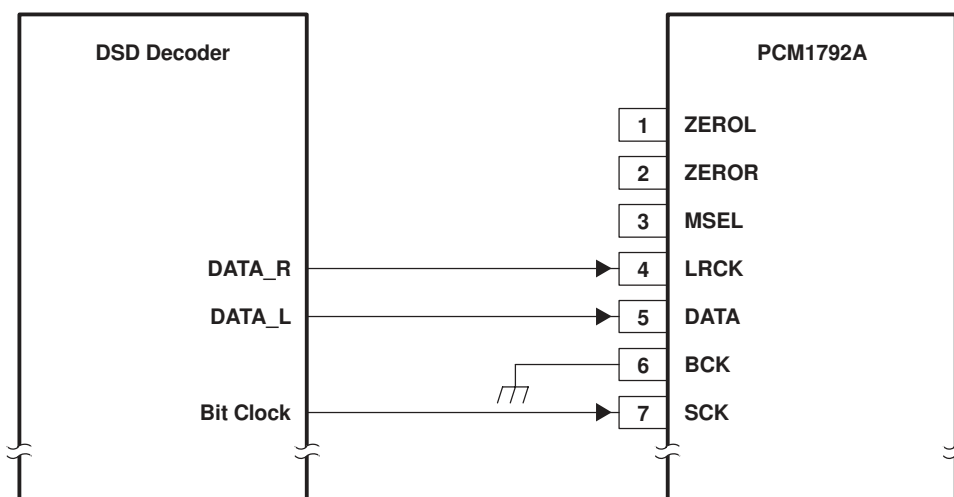 DSD Decoder
PCM1792A
1 ZEROL
2 ZEROR
3 MSEL
DATA_R 4 LRCK
DATA_L 5 DATA
6 BCK
Bit Clock 7 SCK